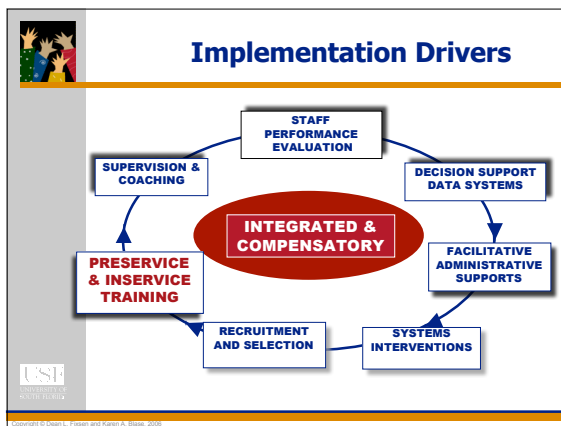 Implementation Drivers
STAFF
PERFORMANCE
EVALUATION
SUPERVISION &
COACHING
DECISION SUPPORT
DATA SYSTEMS
INTEGRATED &
COMPENSATORY
PRESERVICE
& INSERVICE
TRAINING
FACILITATIVE
ADMINISTRATIVE
SUPPORTS
RECRUITMENT
AND SELECTION
SYSTEMS
INTERVENTIONS
USF
UNIVERSITY OF
SOUTH FLORIDA
Copyright © Dean L. Fixsen and Karen A. Blase, 2006